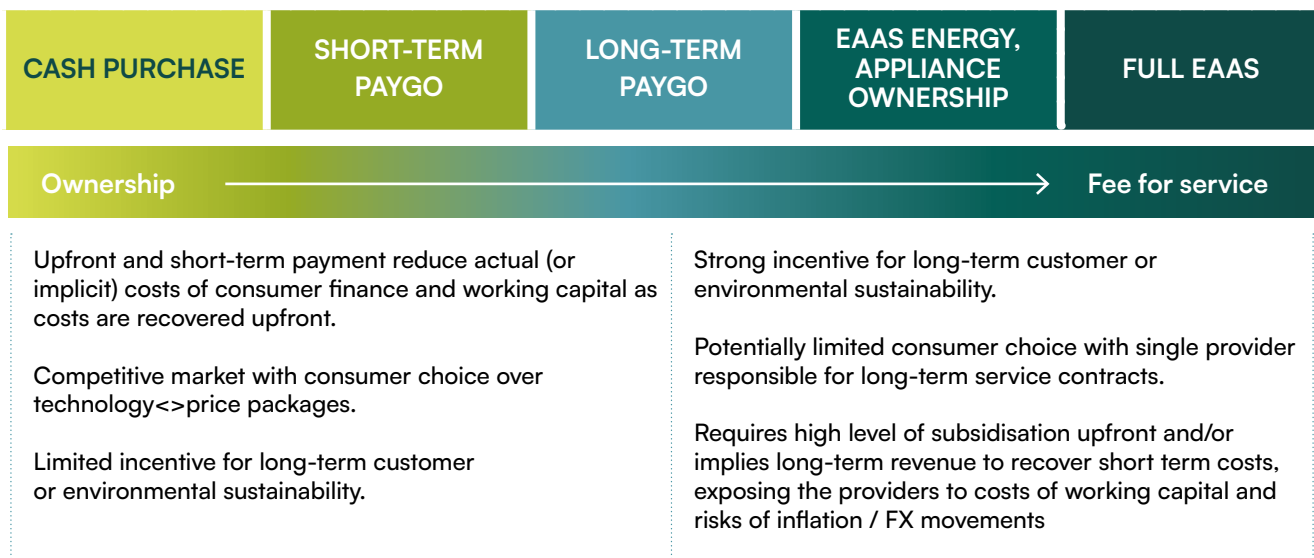 CASH PURCHASE
SHORT-TERM
PAYGO
LONG-TERM
PAYGO
EAAS ENERGY,
APPLIANCE
OWNERSHIP
FULL EAAS
Ownership
Fee for service
Upfront and short-term payment reduce actual (or
implicit) costs of consumer finance and working capital as
costs are recovered upfront.
Competitive market with consumer choice over
technology<>price packages.
Limited incentive for long-term customer
or environmental sustainability.
Strong incentive for long-term customer or
environmental sustainability.
Potentially limited consumer choice with single provider
responsible for long-term service contracts.
Requires high level of subsidisation upfront and/or
implies long-term revenue to recover short term costs,
exposing the providers to costs of working capital and
risks of inflation / FX movements